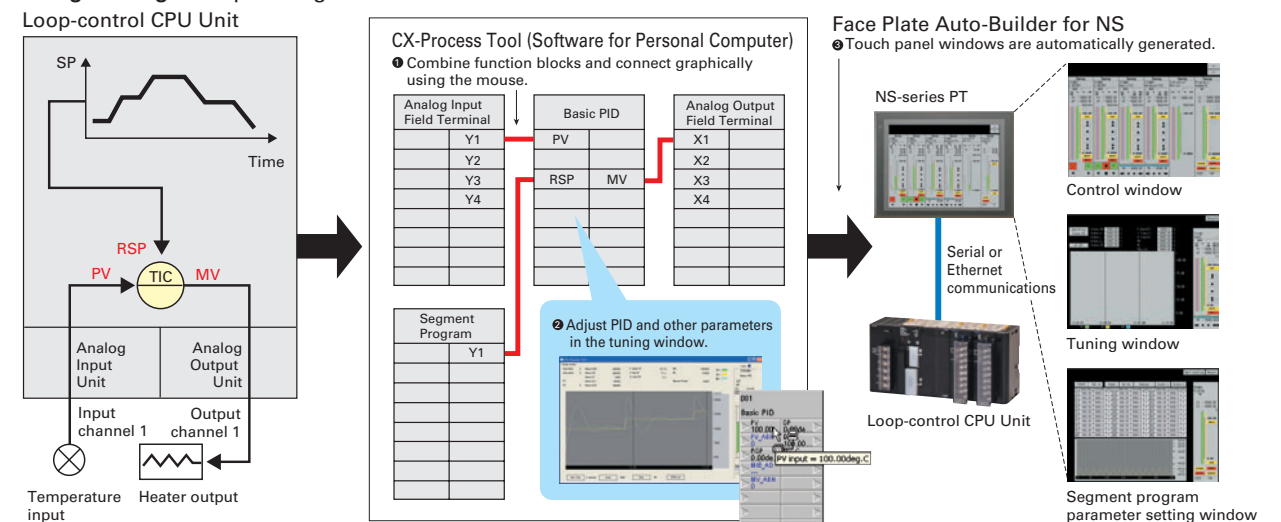 Loop-control CPU Unit
SP
Time
RSP
PV
TIC
MV
Analog
Input
Unit
Analog
Output
Unit
Input
channel 1
Output
channel 1
Temperature
input
Heater output
CX-Process Tool (Software for Personal Computer)
❶ Combine function blocks and connect graphically
using the mouse.
Analog Input
Field Terminal
Y1
Y2
Y3
Y4
Basic PID
PV
RSP MV
Analog Output
Field Terminal
X1
X2
X3
X4
Segment
Program
Y1
❷ Adjust PID and other parameters
in the tuning window.
001
Basic PID
PV
100.00
PV input = 100.00deg.C
Face Plate Auto-Builder for NS
❸ Touch panel windows are automatically generated.
NS-series PT
Serial or
Ethernet
communications
Loop-control CPU Unit
Control window
Tuning window
Segment program
parameter setting window